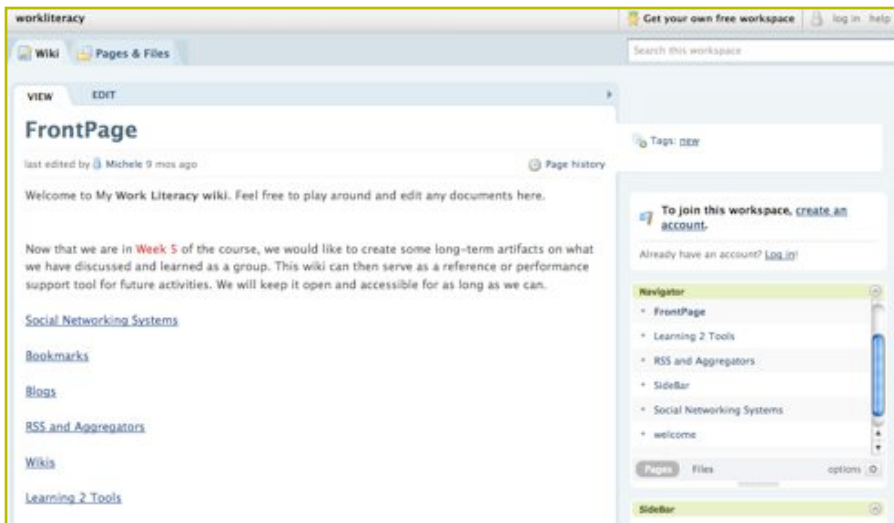 workliteracy
Get your own free workspace
log in help
Wiki
Pages & Files
Search this workspace
VIEW
EDIT
FrontPage
last edited by Michele 9 mos ago
Page history
Welcome to My Work Literacy wiki. Feel free to play around and edit any documents here.
Now that we are in Week 5 of the course, we would like to create some long-term artifacts on what
we have discussed and learned as a group. This wiki can then serve as a reference or performance
support tool for future activities. We will keep it open and accessible for as long as we can.
Social Networking Systems
Bookmarks
Blogs
RSS and Aggregators
Wikis
Learning 2 Tools
Tags: new
To join this workspace, create an
account.
Already have an account? Log in!
Navigator
FrontPage
Learning 2 Tools
RSS and Aggregators
SideBar
Social Networking Systems
welcome
Pages
Files
options
SideBar